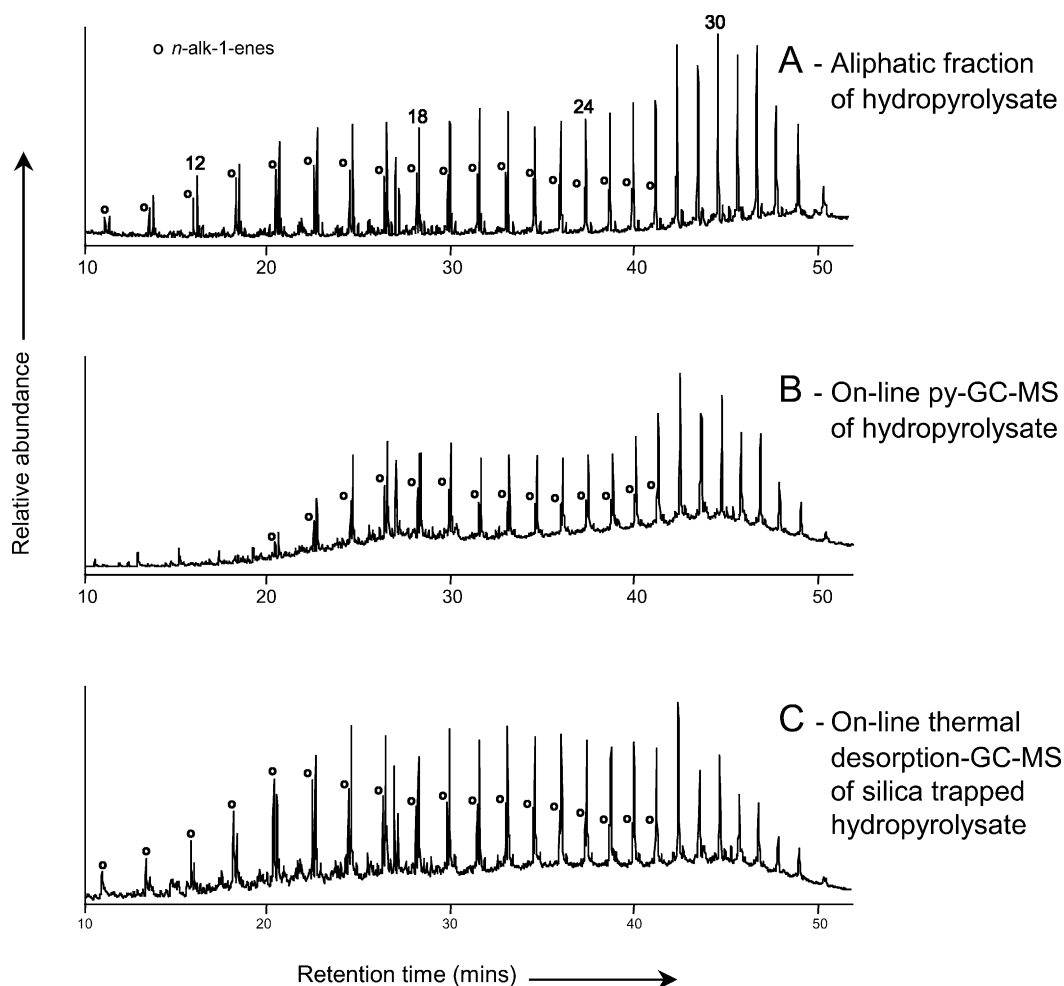 o n-alk-1-enes
12
18
24
30
A - Aliphatic fraction
of hydropyrolysate
10 20 30 40 50
Relative abundance
B - On-line py-GC-MS
of hydropyrolysate
10 20 30 40 50
C - On-line thermal
desorption-GC-MS
of silica trapped
hydropyrolysate
10 20 30 40 50
Retention time (mins)